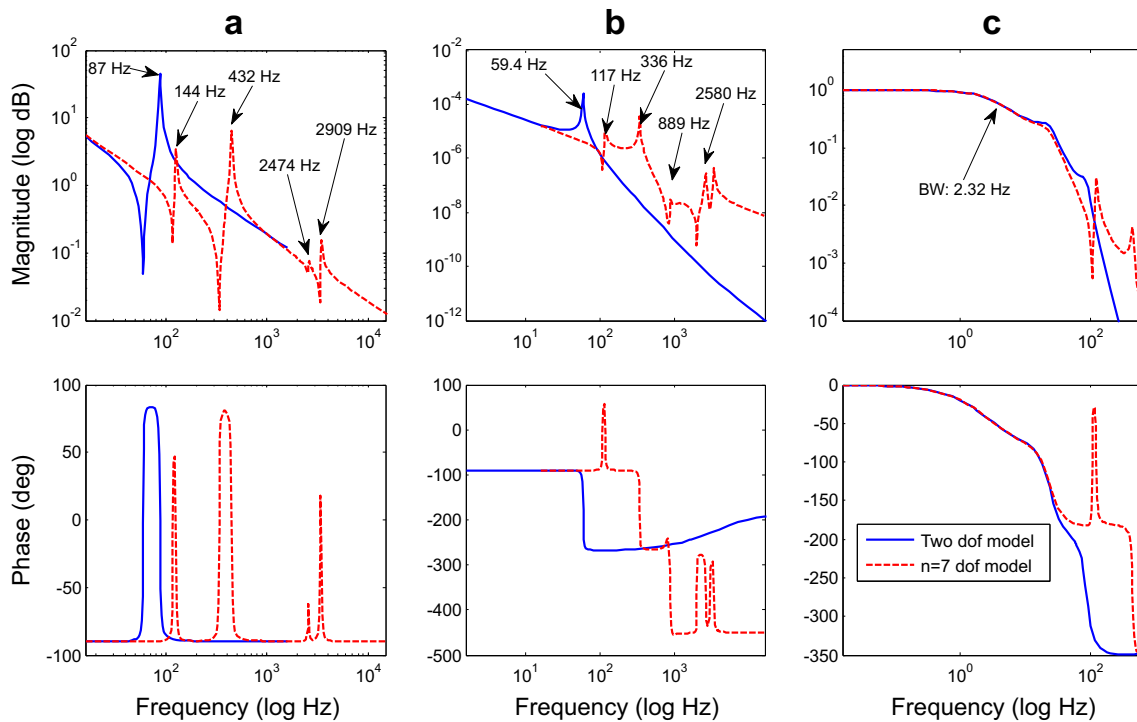 a b c
Magnitude (log dB)
10^2
10^1
10^0
10^-1
10^-2
87 Hz
144 Hz
432 Hz
2474 Hz
2909 Hz
10^2 10^3 10^4
10^-2
10^-4
10^-6
10^-8
10^-10
10^-12
59.4 Hz
117 Hz
336 Hz
889 Hz
2580 Hz
10^1 10^2 10^3
10^0
10^-1
10^-2
10^-3
10^-4
BW: 2.32 Hz
10^0 10^2
Phase (deg)
100
50
0
-50
-100
10^2 10^3 10^4
Frequency (log Hz)
100
0
-100
-200
-300
-400
-500
10^1 10^2 10^3
Frequency (log Hz)
0
-50
-100
-150
-200
-250
-300
-350
Two dof model
n=7 dof model
10^0 10^2
Frequency (log Hz)